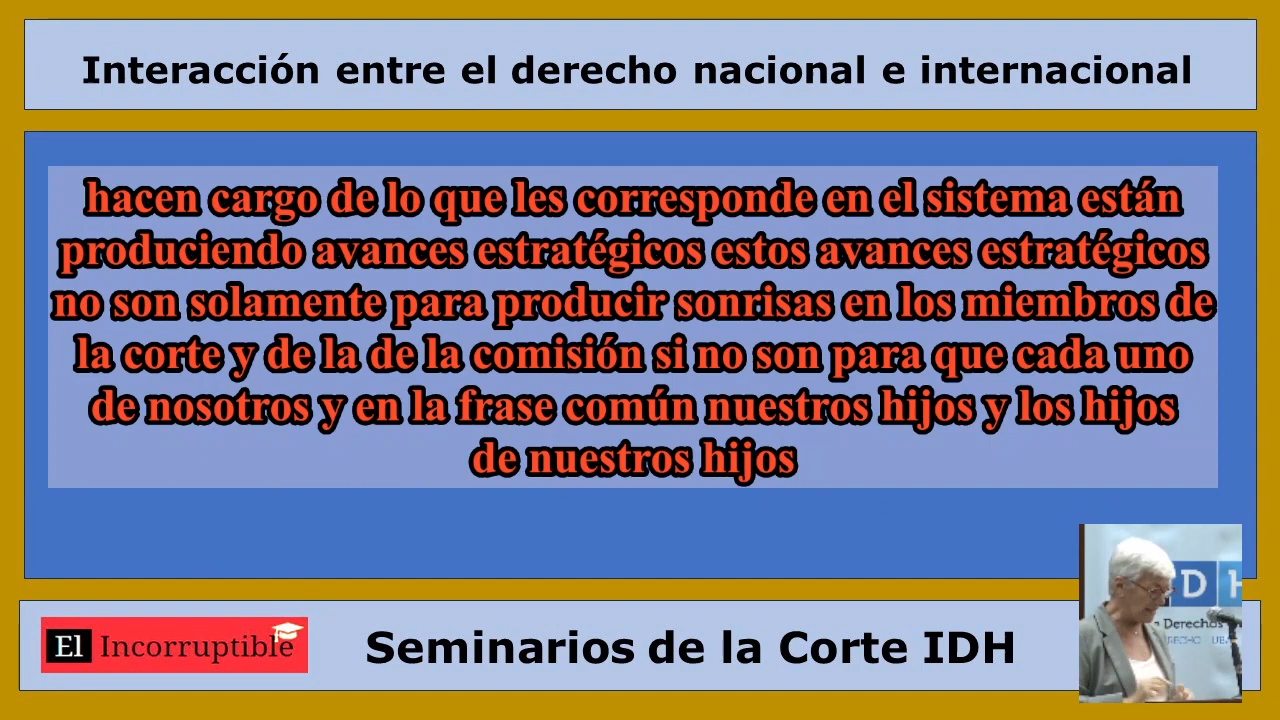 Interacción entre el derecho nacional e internacional
hacen cargo de lo que les corresponde en el sistema están
produciendo avances estratégicos estos avances estratégicos
no son solamente para producir sonrisas en los miembros de
la corte y de la de la comisión si no son para que cada uno
de nosotros y en la frase común nuestros hijos y los hijos
de nuestros hijos
El Incorruptible
Seminarios de la Corte IDH
D H
Derechos